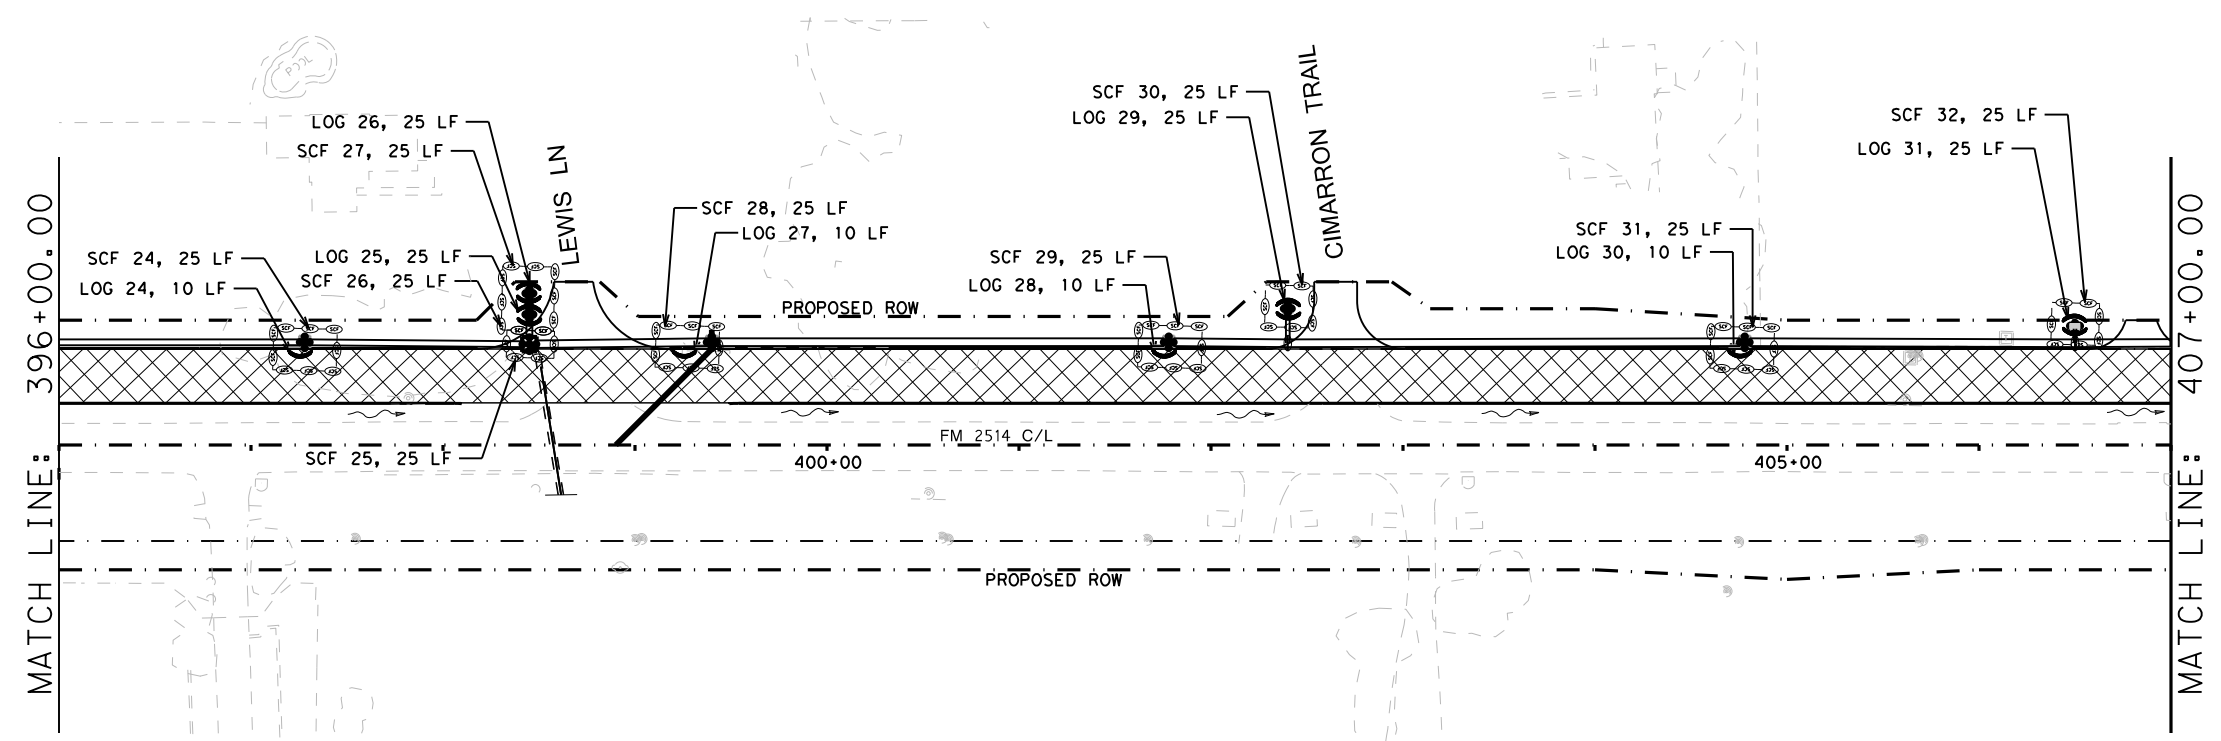 POOL
SCF 30, 25 LF
LOG 29, 25 LF
CIMARRON TRAIL
LOG 26, 25 LF
SCF 27, 25 LF
LEWIS LN
SCF 32, 25 LF
LOG 31, 25 LF
SCF 28, 25 LF
LOG 27, 10 LF
SCF 31, 25 LF
LOG 30, 10 LF
SCF 24, 25 LF
LOG 24, 10 LF
LOG 25, 25 LF
SCF 26, 25 LF
SCF 29, 25 LF
LOG 28, 10 LF
PROPOSED ROW
SCF 25, 25 LF
FM 2514 C/L
400+00
405+00
PROPOSED ROW
MATCH LINE: 396+00.00
MATCH LINE: 407+00.00